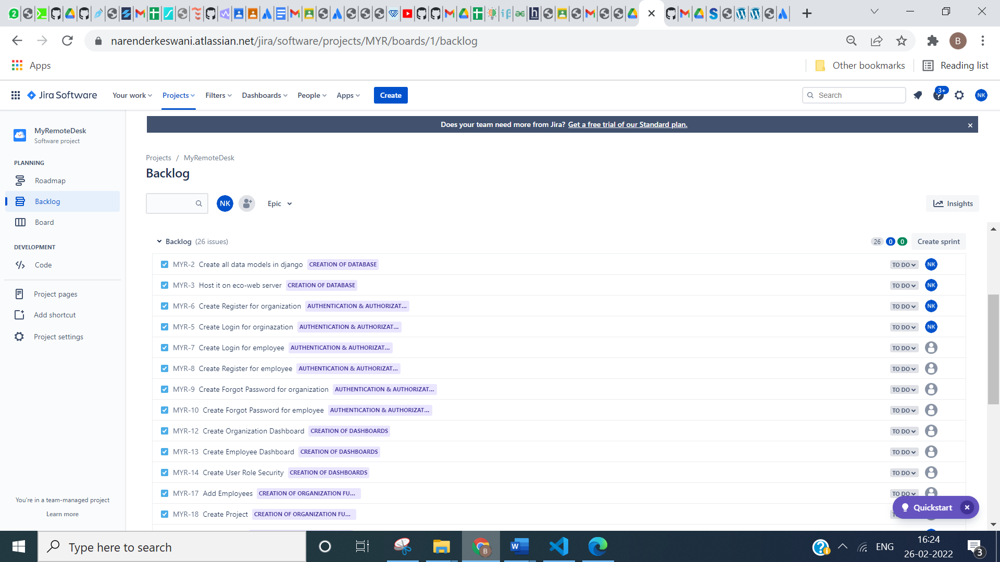 narenderkeswani.atlassian.net/jira/software/projects/MYR/boards/1/backlog
B
Apps
Other bookmarks
Reading list
Jira Software
Your work
Projects
Filters
Dashboards
People
Apps
Create
Search
3+
NK
MyRemoteDesk
Software project
Does your team need more from Jira? Get a free trial of our Standard plan.
PLANNING
Roadmap
Backlog
Board
DEVELOPMENT
Code
Project pages
Add shortcut
Project settings
You're in a team-managed project
Learn more
Projects / MyRemoteDesk
Backlog
NK
Epic
Insights
Backlog (26 issues)
26 0 0 Create sprint
MYR-2 Create all data models in django CREATION OF DATABASE TO DO NK
MYR-3 Host it on eco-web server CREATION OF DATABASE TO DO NK
MYR-6 Create Register for organization AUTHENTICATION & AUTHORIZAT... TO DO NK
MYR-5 Create Login for orginazation AUTHENTICATION & AUTHORIZAT... TO DO NK
MYR-7 Create Login for employee AUTHENTICATION & AUTHORIZAT... TO DO
MYR-8 Create Register for employee AUTHENTICATION & AUTHORIZAT... TO DO
MYR-9 Create Forgot Password for organization AUTHENTICATION & AUTHORIZAT... TO DO
MYR-10 Create Forgot Password for employee AUTHENTICATION & AUTHORIZAT... TO DO
MYR-12 Create Organization Dashboard CREATION OF DASHBOARDS TO DO
MYR-13 Create Employee Dashboard CREATION OF DASHBOARDS TO DO
MYR-14 Create User Role Security CREATION OF DASHBOARDS TO DO
MYR-17 Add Employees CREATION OF ORGANIZATION FU... TO DO
MYR-18 Create Project CREATION OF ORGANIZATION FU...
Quickstart
Type here to search
ENG
16:24
26-02-2022
3